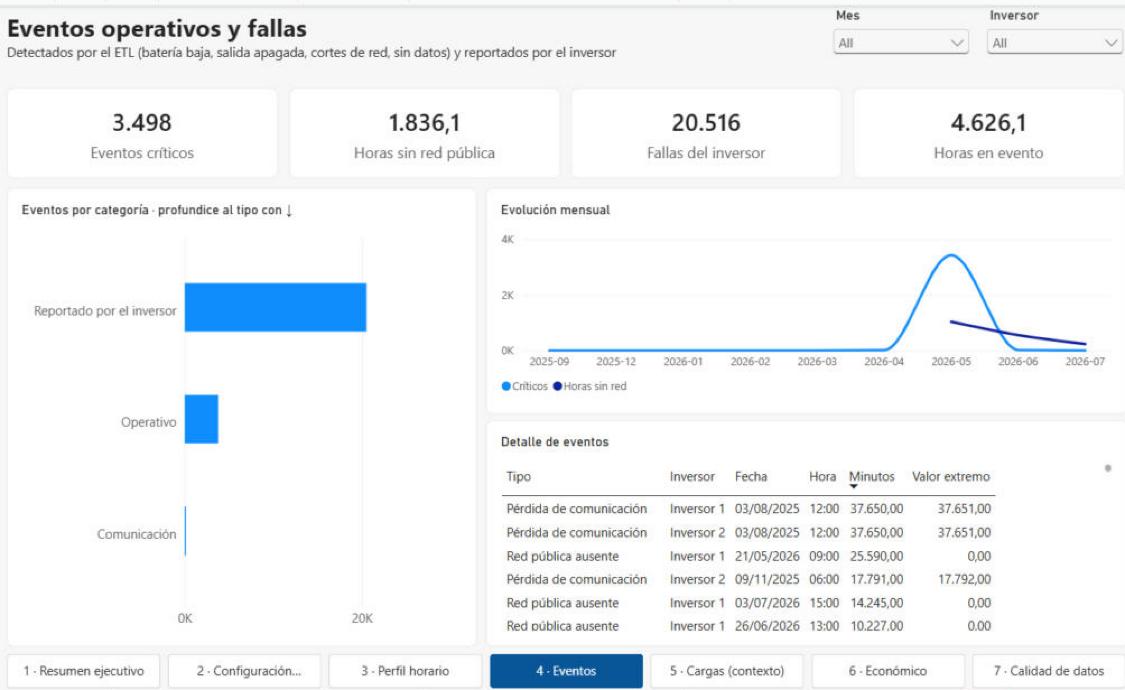 Eventos operativos y fallas
Detectados por el ETL (batería baja, salida apagada, cortes de red, sin datos) y reportados por el inversor
Mes
All
Inversor
All
3.498
Eventos críticos
1.836,1
Horas sin red pública
20.516
Fallas del inversor
4.626,1
Horas en evento
Eventos por categoría · profundice al tipo con ↓
Reportado por el inversor
Operativo
Comunicación
0K 20K
Evolución mensual
4K
2K
0K
2025-09 2025-12 2026-01 2026-02 2026-03 2026-04 2026-05 2026-06 2026-07
Críticos Horas sin red
Detalle de eventos
Tipo Inversor Fecha Hora Minutos Valor extremo
Pérdida de comunicación Inversor 1 03/08/2025 12:00 37.650,00 37.651,00
Pérdida de comunicación Inversor 2 03/08/2025 12:00 37.650,00 37.651,00
Red pública ausente Inversor 1 21/05/2026 09:00 25.590,00 0,00
Pérdida de comunicación Inversor 2 09/11/2025 06:00 17.791,00 17.792,00
Red pública ausente Inversor 1 03/07/2026 15:00 14.245,00 0,00
Red pública ausente Inversor 1 26/06/2026 13:00 10.227,00 0,00
1 · Resumen ejecutivo
2 · Configuración...
3 · Perfil horario
4 · Eventos
5 · Cargas (contexto)
6 · Económico
7 · Calidad de datos